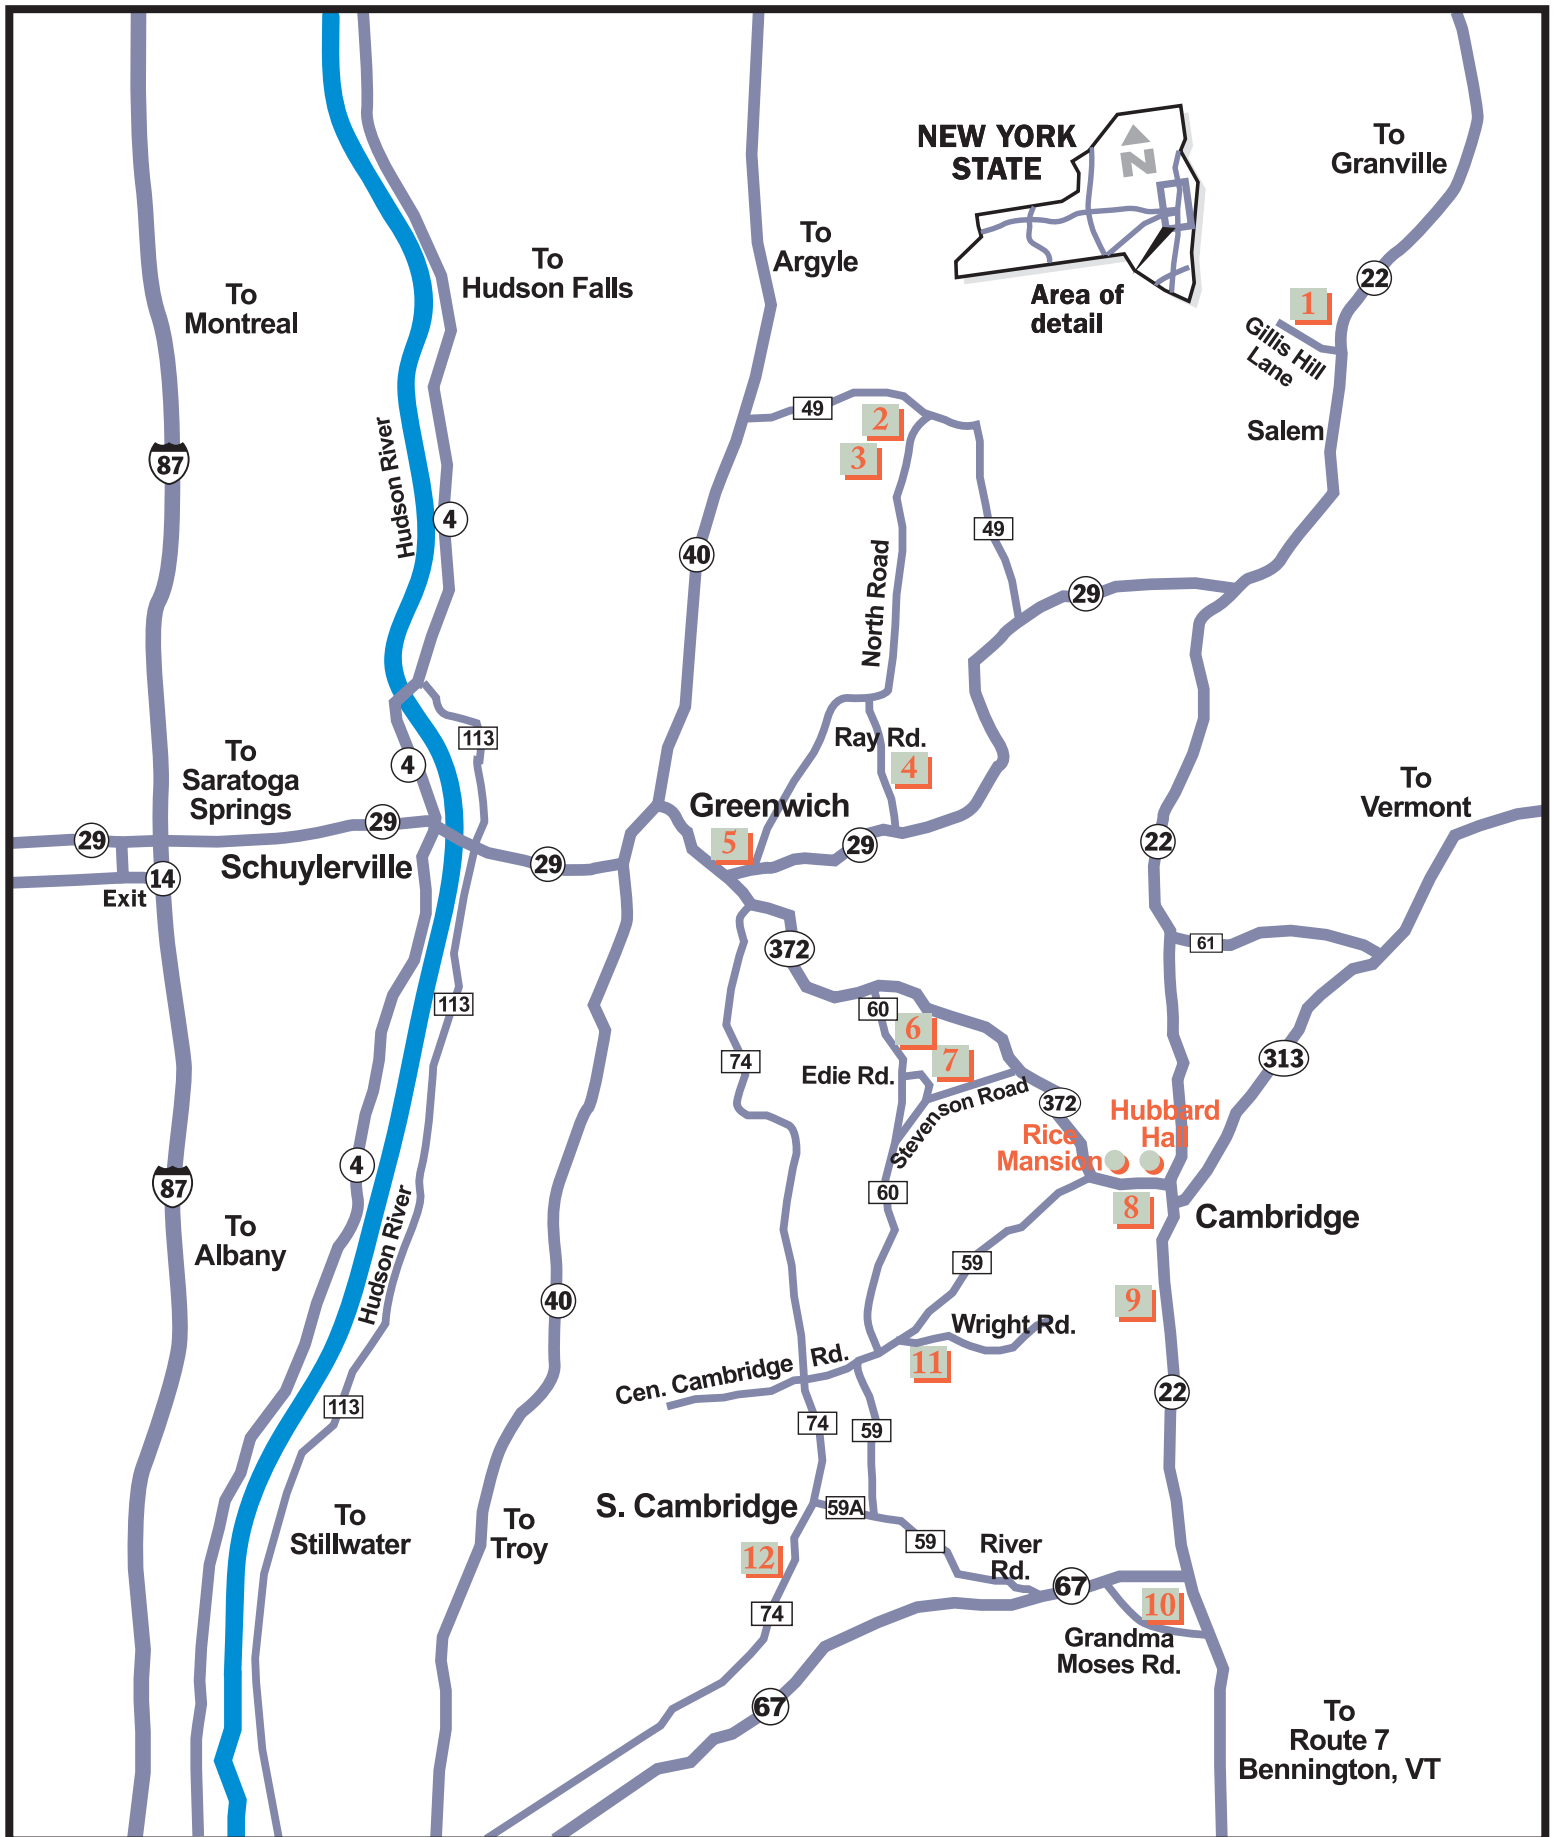 NEW YORK
STATE
N
Area of
detail
To
Granville
22
1
Gillis Hill
Lane
Salem
To
Argyle
To
Hudson Falls
To
Montreal
87
Hudson River
4
49
2
3
49
40
29
North Road
113
Ray Rd.
4
4
To
Saratoga
Springs
29
29
Schuylerville
Exit
14
29
Greenwich
5
29
22
To
Vermont
61
372
113
74
60
6
7
Edie Rd.
Stevenson Road
372
313
Hubbard
Hall
Rice
Mansion
8
Cambridge
4
87
To
Albany
Hudson River
60
59
9
40
Wright Rd.
11
Cen. Cambridge Rd.
113
74
59
22
S. Cambridge
59A
59
To
Stillwater
To
Troy
12
River
Rd.
67
10
74
Grandma
Moses Rd.
67
To
Route 7
Bennington, VT